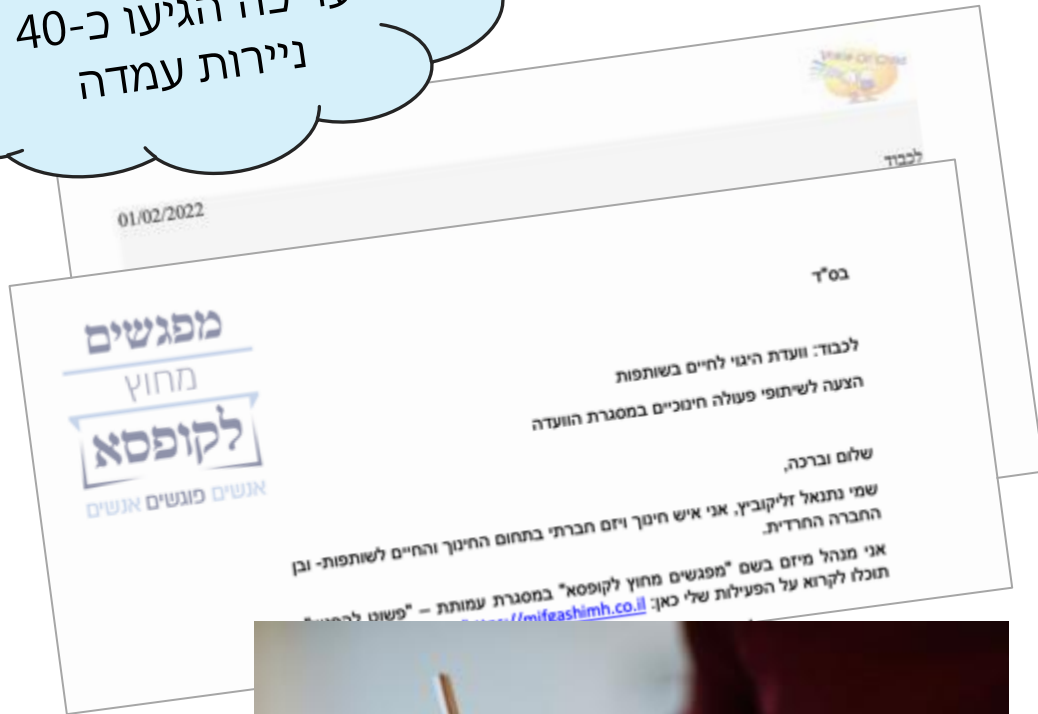 כה הגיעו כ-40
ניירות עמדה
לכבוד
01/02/2022
בס"ד
מפגשים
מחוץ
לקופסא
אנשים פוגשים אנשים
לכבוד: וועדת היגוי לחיים בשותפות
הצעה לשיתופי פעולה חינוכיים במסגרת הוועדה
שלום וברכה,
שמי נתנאל זליקוביץ, אני איש חינוך ויזם חברתי בתחום החינוך והחיים לשותפות- ובן
החברה החרדית.
אני מנהל מיזם בשם "מפגשים מחוץ לקופסא" במסגרת עמותת – "פשוט
תוכלו לקרוא על הפעילות שלי כאן:://mifgashimh.co.il